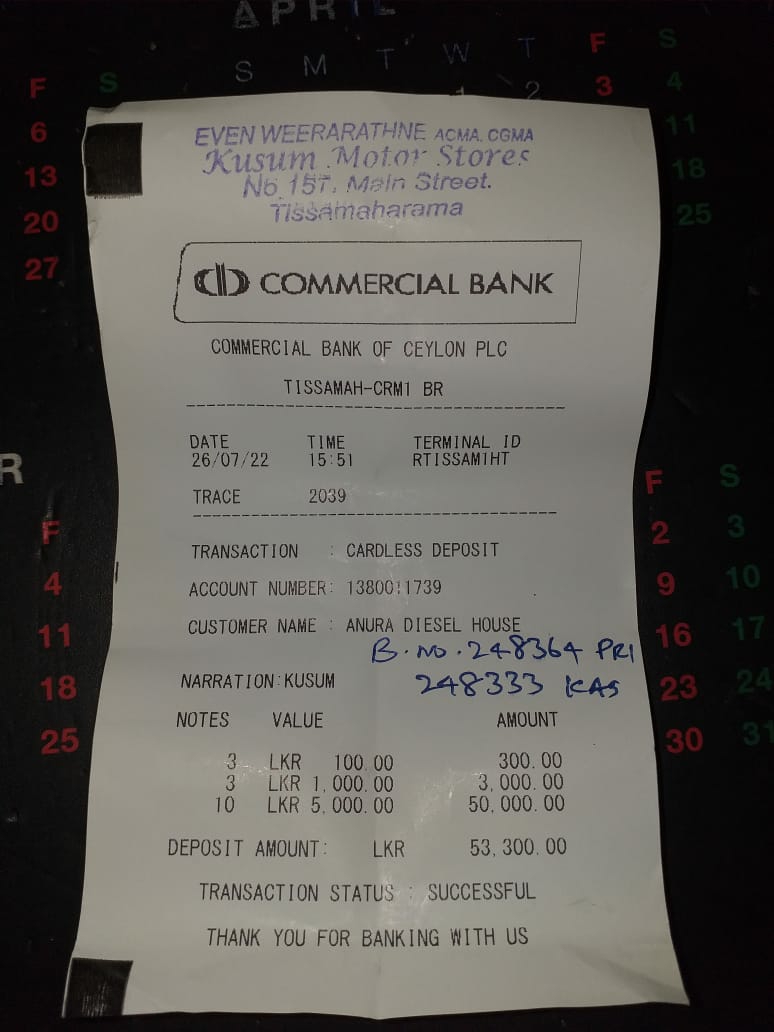 APRIL
S M T W T F S
1 2 3 4
F S
6
13
20
27
11
18
25
EVEN WEERARATHNE ACMA, CGMA
Kusum Motor Stores
No 157, Main Street.
Tissamaharama
COMMERCIAL BANK
COMMERCIAL BANK OF CEYLON PLC
TISSAMAH-CRM1 BR
DATE TIME TERMINAL ID
26/07/22 15:51 RTISSAM1HT
TRACE 2039
TRANSACTION : CARDLESS DEPOSIT
ACCOUNT NUMBER: 1380011739
CUSTOMER NAME : ANURA DIESEL HOUSE
B.NO.248364 PRI
NARRATION:KUSUM 248333 KAS
NOTES VALUE AMOUNT
3 LKR 100.00 300.00
3 LKR 1,000.00 3,000.00
10 LKR 5,000.00 50,000.00
DEPOSIT AMOUNT: LKR 53,300.00
TRANSACTION STATUS : SUCCESSFUL
THANK YOU FOR BANKING WITH US
R
F
4
11
18
25
F S
2 3
9 10
16 17
23 24
30 31